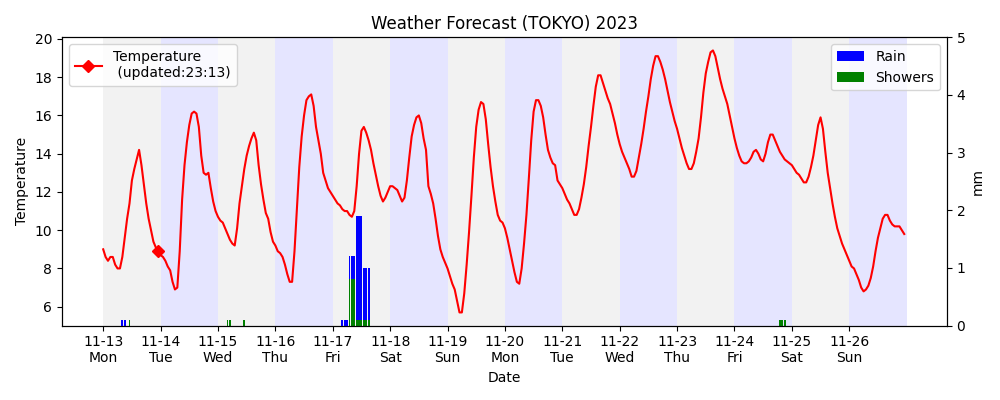 Weather Forecast (TOKYO) 2023
Temperature
(updated:23:13)
Rain
Showers
Temperature
20
18
16
14
12
10
8
6
5
4
3
2
1
0
mm
11-13 11-14 11-15 11-16 11-17 11-18 11-19 11-20 11-21 11-22 11-23 11-24 11-25 11-26
Mon Tue Wed Thu Fri Sat Sun Mon Tue Wed Thu Fri Sat Sun
Date